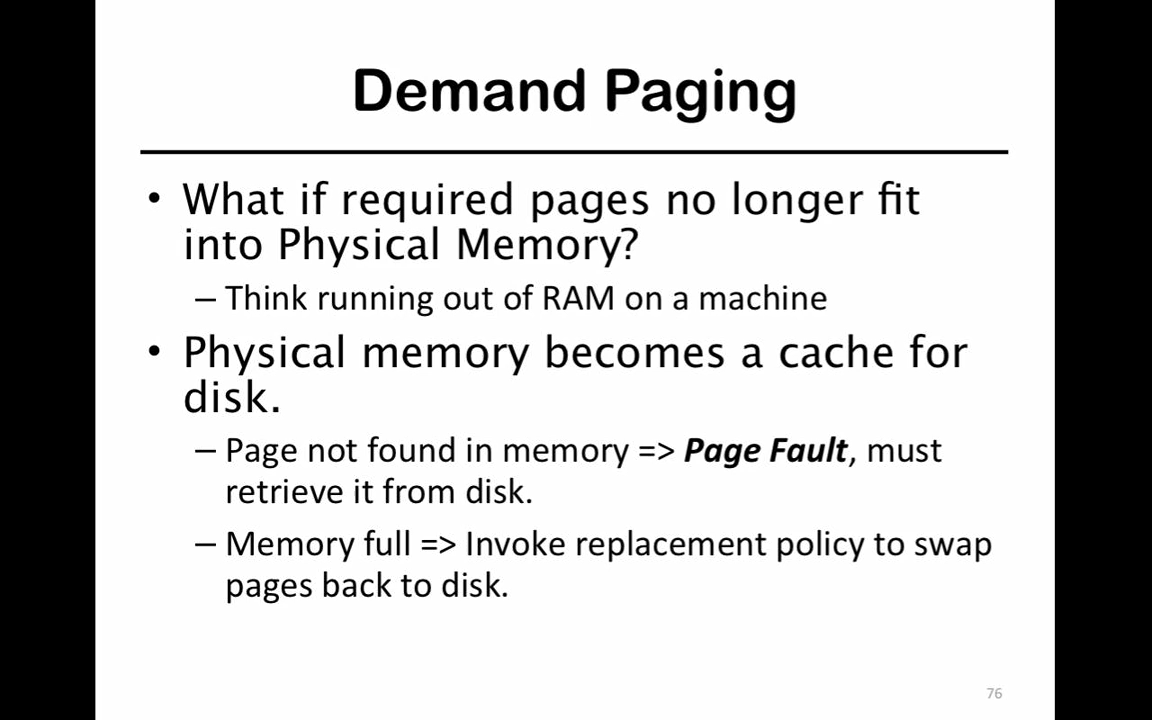 Demand Paging
• What if required pages no longer fit
into Physical Memory?
– Think running out of RAM on a machine
• Physical memory becomes a cache for
disk.
– Page not found in memory => Page Fault, must
retrieve it from disk.
– Memory full => Invoke replacement policy to swap
pages back to disk.
76